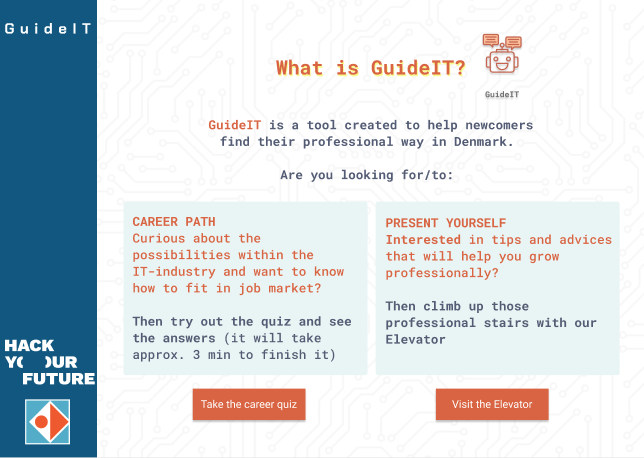 GuideIT
What is GuideIT?
GuideIT
GuideIT is a tool created to help newcomers
find their professional way in Denmark.
Are you looking for/to:
CAREER PATH
Curious about the
possibilities within the
IT-industry and want to know
how to fit in job market?
Then try out the quiz and see
the answers (it will take
approx. 3 min to finish it)
Take the career quiz
PRESENT YOURSELF
Interested in tips and advices
that will help you grow
professionally?
Then climb up those
professional stairs with our
Elevator
Visit the Elevator
HACK
YOUR
FUTURE